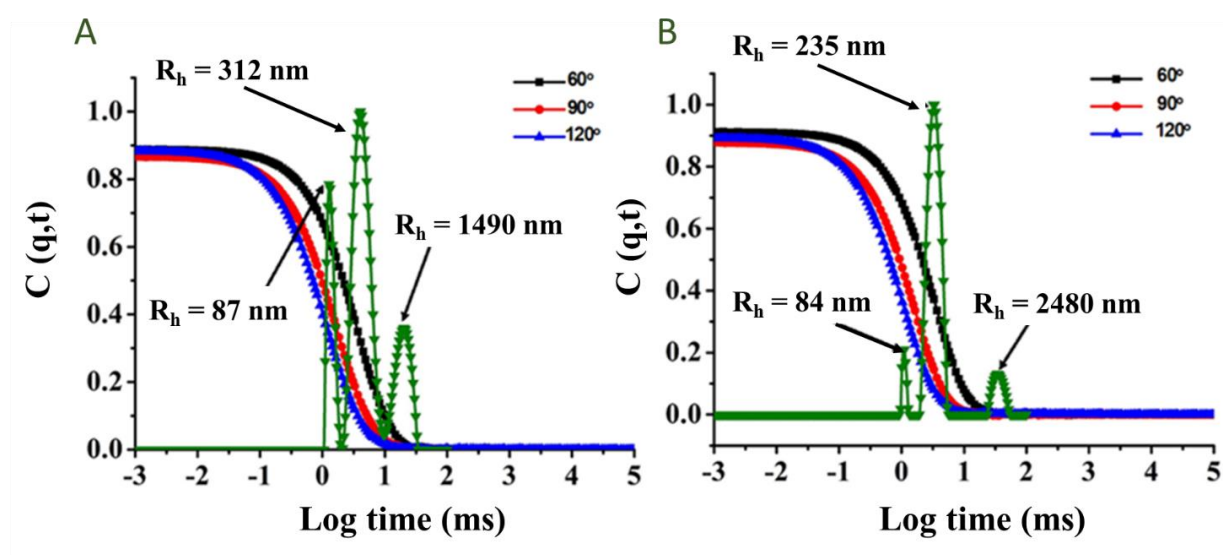 A
R_h = 312 nm
60°
90°
120°
1.0
0.8
0.6
0.4
0.2
0.0
C (q,t)
R_h = 87 nm
R_h = 1490 nm
-3 -2 -1 0 1 2 3 4 5
Log time (ms)
B
R_h = 235 nm
60°
90°
120°
1.0
0.8
0.6
0.4
0.2
0.0
C (q,t)
R_h = 84 nm
R_h = 2480 nm
-3 -2 -1 0 1 2 3 4 5
Log time (ms)